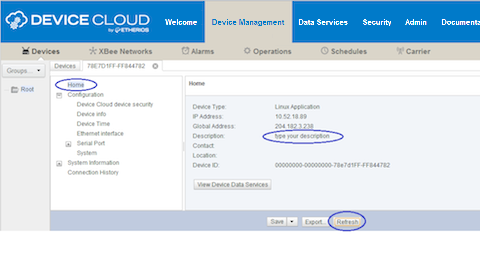 DEVICE CLOUD
by ETHERIOS
Welcome Device Management Data Services Security Admin Documenta
Devices XBee Networks Alarms Operations Schedules Carrier
Groups... Devices 78E7D1FF-FF844782
Root
Home
Configuration
Device Cloud device security
Device info
Device Time
Ethernet interface
Serial Port
System
System Information
Connection History
Home
Device Type: Linux Application
IP Address: 10.52.18.89
Global Address: 204.182.3.238
Description: type your description
Contact:
Location:
Device ID: 00000000-00000000-78e7d1FF-FF844782
View Device Data Services
Save Export... Refresh